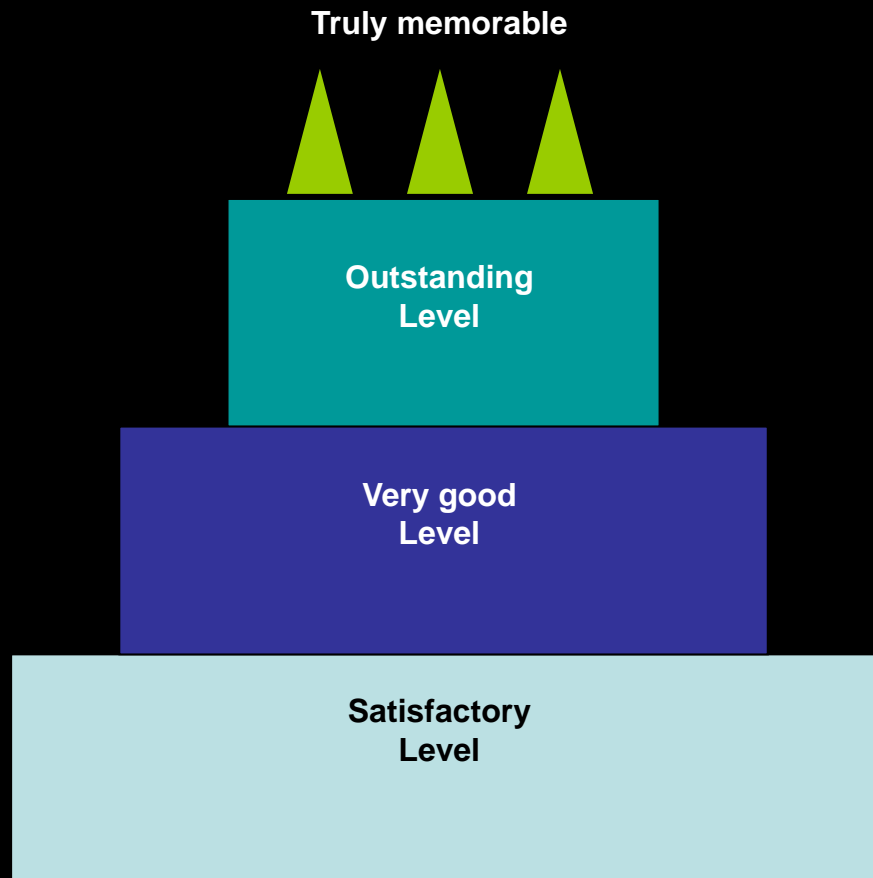 Truly memorable
Outstanding
Level
Very good
Level
Satisfactory
Level